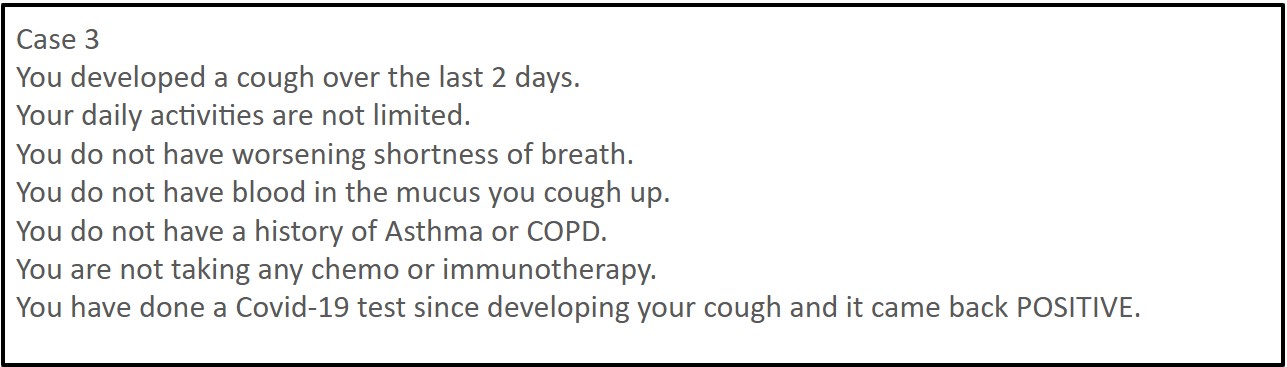 Case 3
You developed a cough over the last 2 days.
Your daily activities are not limited.
You do not have worsening shortness of breath.
You do not have blood in the mucus you cough up.
You do not have a history of Asthma or COPD.
You are not taking any chemo or immunotherapy.
You have done a Covid-19 test since developing your cough and it came back POSITIVE.